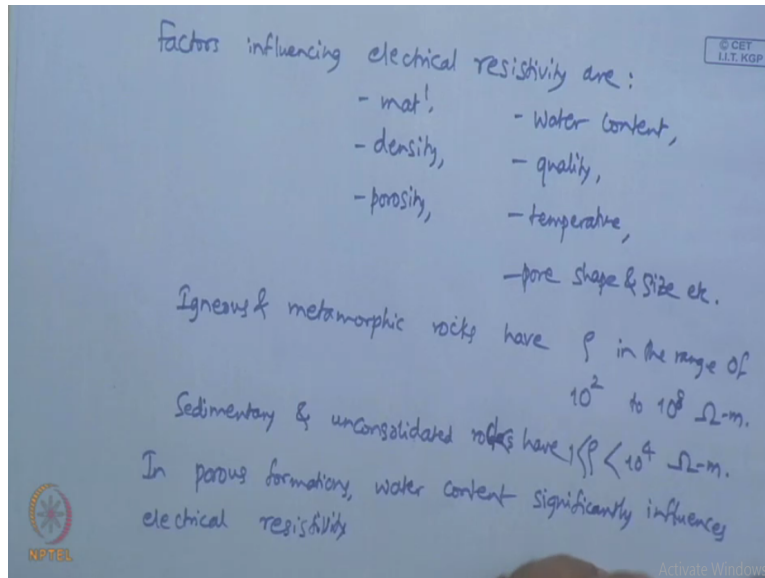 Factors influencing electrical resistivity are:
© CET
I.I.T. KGP
- mat'l.
- density,
- porosity,
- Water content,
- quality,
- temperature,
- pore shape & size etc.
Igneous & metamorphic rocks have ρ in the range of
10² to 10⁸ Ω-m.
Sedimentary & unconsolidated rocks have 1<ρ<10⁴ Ω-m.
In porous formations, water content significantly influences
electrical resistivity
NPTEL
Activate Windows